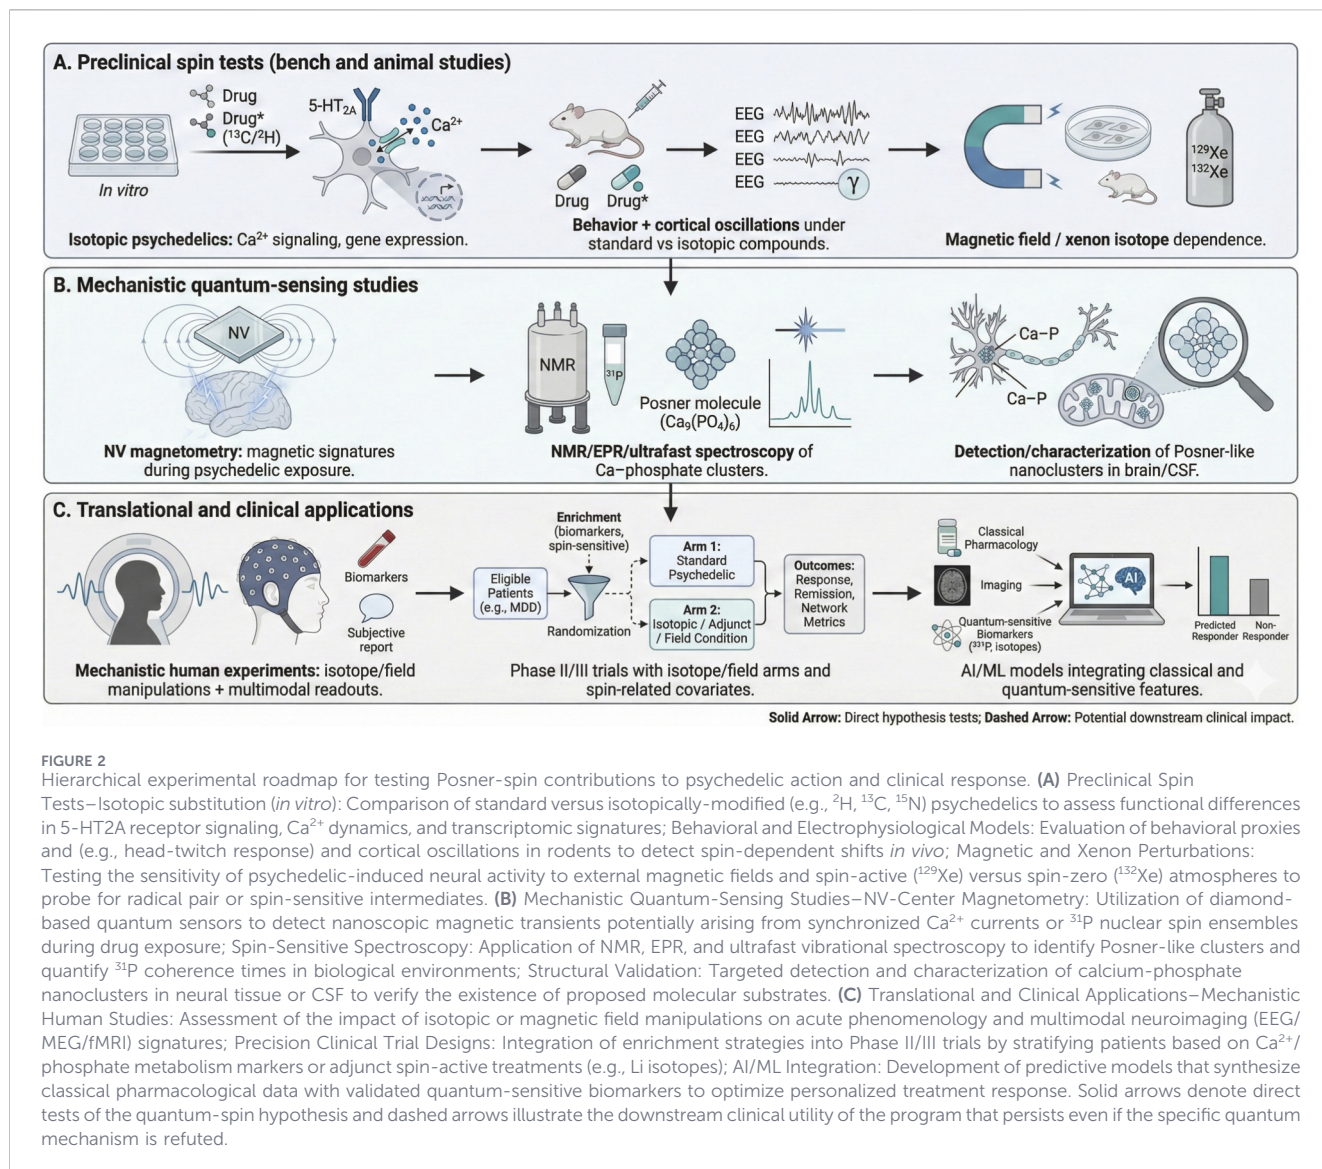 A. Preclinical spin tests (bench and animal studies)
Drug
Drug*
(¹³C/²H)
In vitro
5-HT₂A
Ca²⁺
Isotopic psychedelics: Ca²⁺ signaling, gene expression.
Drug
Drug*
EEG
EEG
EEG
EEG
γ
Behavior + cortical oscillations under
standard vs isotopic compounds.
¹²⁹Xe
¹³²Xe
Magnetic field / xenon isotope dependence.
B. Mechanistic quantum-sensing studies
NV
NV magnetometry: magnetic signatures
during psychedelic exposure.
NMR
³¹P
Posner molecule
(Ca₉(PO₄)₆)
NMR/EPR/ultrafast spectroscopy of
Ca–phosphate clusters.
Ca–P
Ca–P
Detection/characterization of Posner-like
nanoclusters in brain/CSF.
C. Translational and clinical applications
Biomarkers
Subjective
report
Mechanistic human experiments: isotope/field
manipulations + multimodal readouts.
Enrichment
(biomarkers,
spin-sensitive)
Eligible
Patients
(e.g., MDD)
Randomization
Arm 1:
Standard
Psychedelic
Arm 2:
Isotopic / Adjunct
/ Field Condition
Outcomes:
Response,
Remission,
Network
Metrics
Phase II/III trials with isotope/field arms and
spin-related covariates.
Classical
Pharmacology
Imaging
Quantum-sensitive
Biomarkers
(³³¹P, isotopes)
AI
Predicted
Responder
Non-
Responder
AI/ML models integrating classical and
quantum-sensitive features.
Solid Arrow: Direct hypothesis tests; Dashed Arrow: Potential downstream clinical impact.
FIGURE 2
Hierarchical experimental roadmap for testing Posner-spin contributions to psychedelic action and clinical response. (A) Preclinical Spin
Tests–Isotopic substitution (in vitro): Comparison of standard versus isotopically-modified (e.g., ²H, ¹³C, ¹⁵N) psychedelics to assess functional differences
in 5-HT2A receptor signaling, Ca²⁺ dynamics, and transcriptomic signatures; Behavioral and Electrophysiological Models: Evaluation of behavioral proxies
and (e.g., head-twitch response) and cortical oscillations in rodents to detect spin-dependent shifts in vivo; Magnetic and Xenon Perturbations:
Testing the sensitivity of psychedelic-induced neural activity to external magnetic fields and spin-active (¹²⁹Xe) versus spin-zero (¹³²Xe) atmospheres to
probe for radical pair or spin-sensitive intermediates. (B) Mechanistic Quantum-Sensing Studies–NV-Center Magnetometry: Utilization of diamond-
based quantum sensors to detect nanoscopic magnetic transients potentially arising from synchronized Ca²⁺ currents or ³¹P nuclear spin ensembles
during drug exposure; Spin-Sensitive Spectroscopy: Application of NMR, EPR, and ultrafast vibrational spectroscopy to identify Posner-like clusters and
quantify ³¹P coherence times in biological environments; Structural Validation: Targeted detection and characterization of calcium-phosphate
nanoclusters in neural tissue or CSF to verify the existence of proposed molecular substrates. (C) Translational and Clinical Applications–Mechanistic
Human Studies: Assessment of the impact of isotopic or magnetic field manipulations on acute phenomenology and multimodal neuroimaging (EEG/
MEG/fMRI) signatures; Precision Clinical Trial Designs: Integration of enrichment strategies into Phase II/III trials by stratifying patients based on Ca²⁺/
phosphate metabolism markers or adjunct spin-active treatments (e.g., Li isotopes); AI/ML Integration: Development of predictive models that synthesize
classical pharmacological data with validated quantum-sensitive biomarkers to optimize personalized treatment response. Solid arrows denote direct
tests of the quantum-spin hypothesis and dashed arrows illustrate the downstream clinical utility of the program that persists even if the specific quantum
mechanism is refuted.